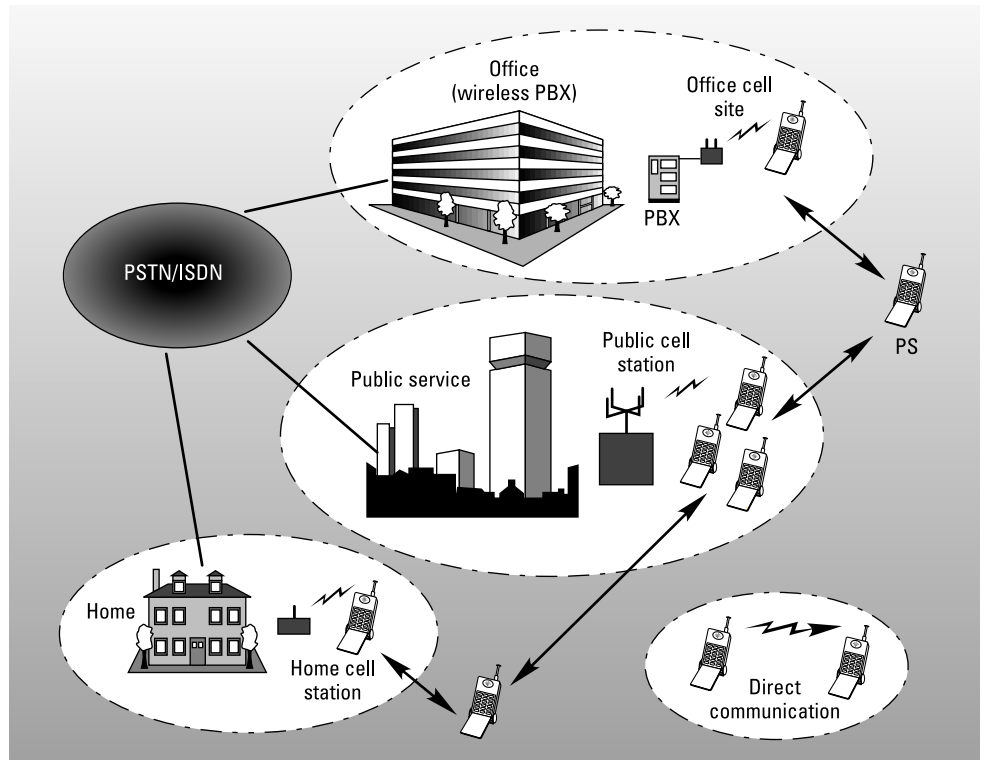 Office
(wireless PBX)
Office cell
site
PBX
PSTN/ISDN
PS
Public cell
station
Public service
Home
Home cell
station
Direct
communication